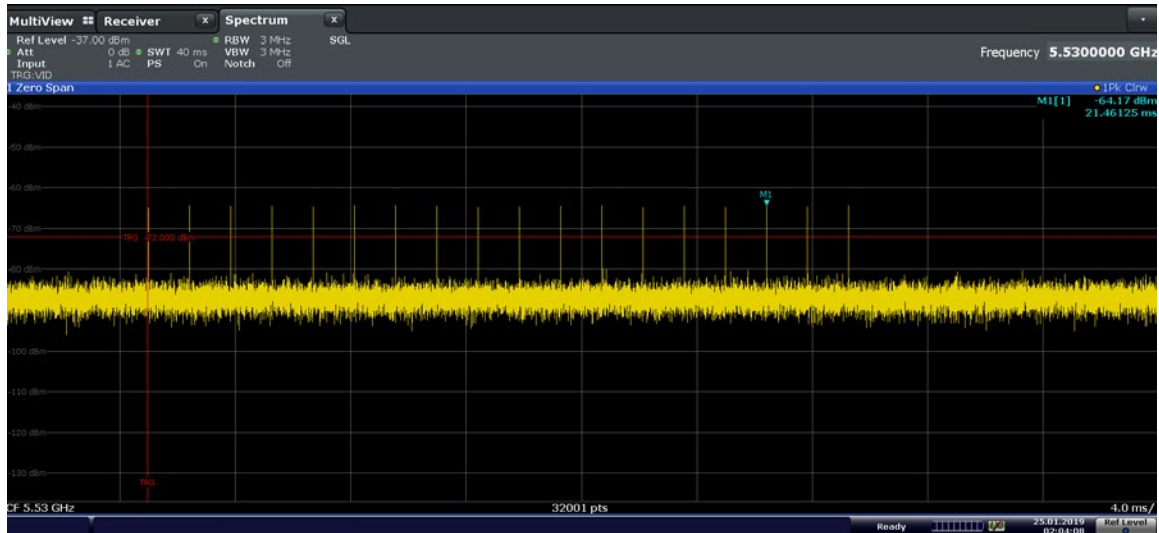 MultiView Receiver X Spectrum X
Ref Level -37.00 dBm RBW 3 MHz SGL
Att 0 dB SWT 40 ms VBW 3 MHz
Input 1 AC PS On Notch Off
Frequency 5.5300000 GHz
TRG:VID
1 Zero Span 1Pk Clrw
M1[1] -64.17 dBm
21.46125 ms
-40 dBm
-50 dBm
-60 dBm
M1
-70 dBm
TRG -72.000 dBm
-80 dBm
-100 dBm
-110 dBm
-120 dBm
-130 dBm
TRG
CF 5.53 GHz 32001 pts 4.0 ms/
Ready 25.01.2019 Ref Level
02:04:08